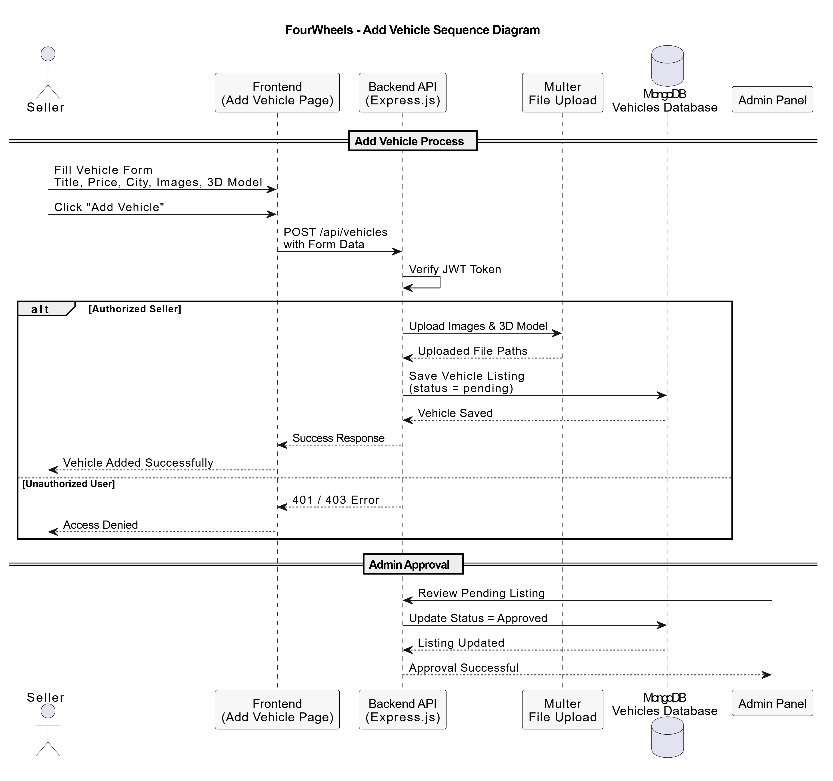 FourWheels - Add Vehicle Sequence Diagram
Seller
Frontend
(Add Vehicle Page)
Backend API
(Express.js)
Multer
File Upload
MongoDB
Vehicles Database
Admin Panel
Add Vehicle Process
Fill Vehicle Form
Title, Price, City, Images, 3D Model
Click "Add Vehicle"
POST /api/vehicles
with Form Data
Verify JWT Token
alt
[Authorized Seller]
Upload Images & 3D Model
Uploaded File Paths
Save Vehicle Listing
(status = pending)
Vehicle Saved
Success Response
Vehicle Added Successfully
[Unauthorized User]
401 / 403 Error
Access Denied
Admin Approval
Review Pending Listing
Update Status = Approved
Listing Updated
Approval Successful
Seller
Frontend
(Add Vehicle Page)
Backend API
(Express.js)
Multer
File Upload
MongoDB
Vehicles Database
Admin Panel